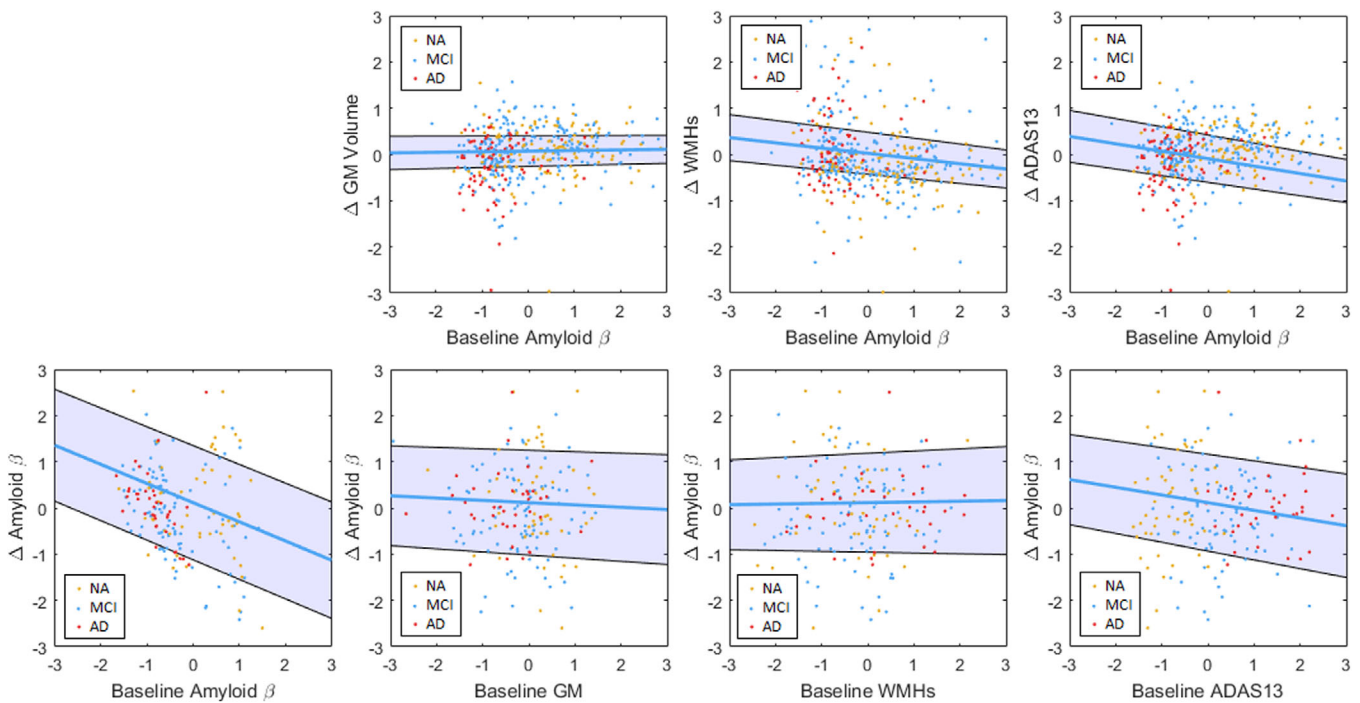 3
2
1
0
-1
-2
-3
Δ GM Volume
NA
MCI
AD
-3 -2 -1 0 1 2 3
Baseline Amyloid β
3
2
1
0
-1
-2
-3
Δ WMHs
NA
MCI
AD
-3 -2 -1 0 1 2 3
Baseline Amyloid β
3
2
1
0
-1
-2
-3
Δ ADAS13
NA
MCI
AD
-3 -2 -1 0 1 2 3
Baseline Amyloid β
3
2
1
0
-1
-2
-3
Δ Amyloid β
NA
MCI
AD
-3 -2 -1 0 1 2 3
Baseline Amyloid β
3
2
1
0
-1
-2
-3
Δ Amyloid β
NA
MCI
AD
-3 -2 -1 0 1 2 3
Baseline GM
3
2
1
0
-1
-2
-3
Δ Amyloid β
NA
MCI
AD
-3 -2 -1 0 1 2 3
Baseline WMHs
3
2
1
0
-1
-2
-3
Δ Amyloid β
NA
MCI
AD
-3 -2 -1 0 1 2 3
Baseline ADAS13